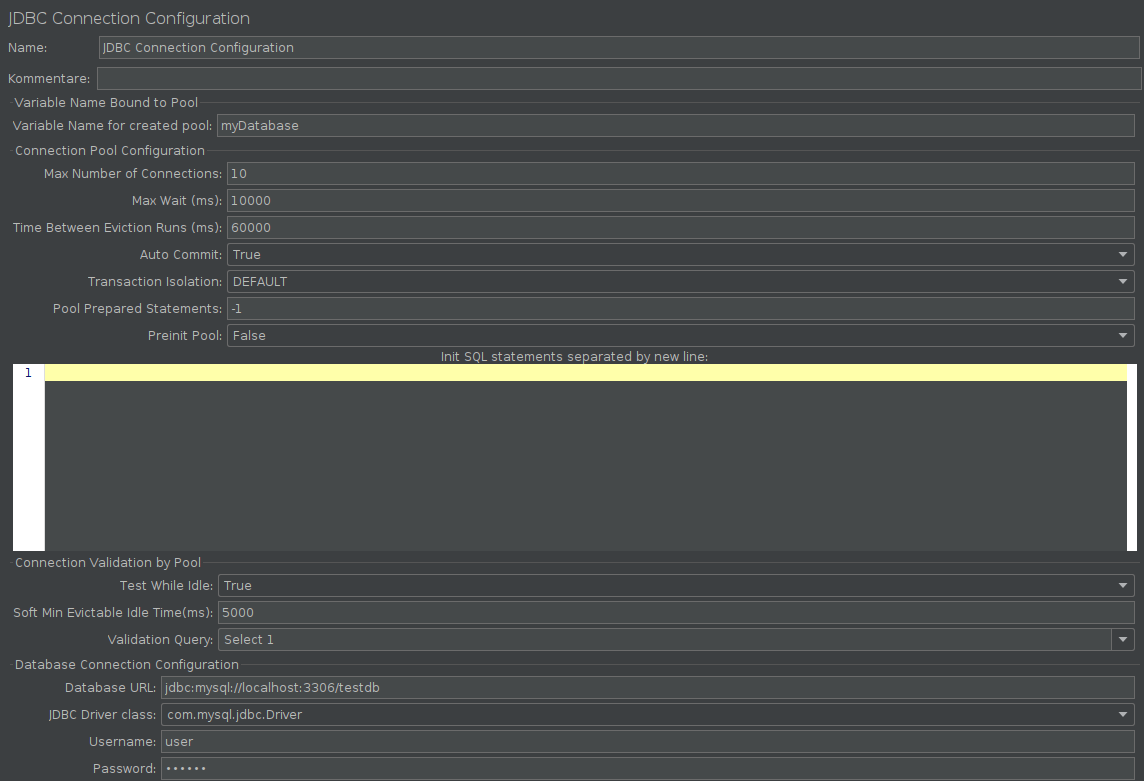 JDBC Connection Configuration
Name: JDBC Connection Configuration
Kommentare:
Variable Name Bound to Pool
Variable Name for created pool: myDatabase
Connection Pool Configuration
Max Number of Connections: 10
Max Wait (ms): 10000
Time Between Eviction Runs (ms): 60000
Auto Commit: True
Transaction Isolation: DEFAULT
Pool Prepared Statements: -1
Preinit Pool: False
Init SQL statements separated by new line:
1
Connection Validation by Pool
Test While Idle: True
Soft Min Evictable Idle Time(ms): 5000
Validation Query: Select 1
Database Connection Configuration
Database URL: jdbc:mysql://localhost:3306/testdb
JDBC Driver class: com.mysql.jdbc.Driver
Username: user
Password: ••••••